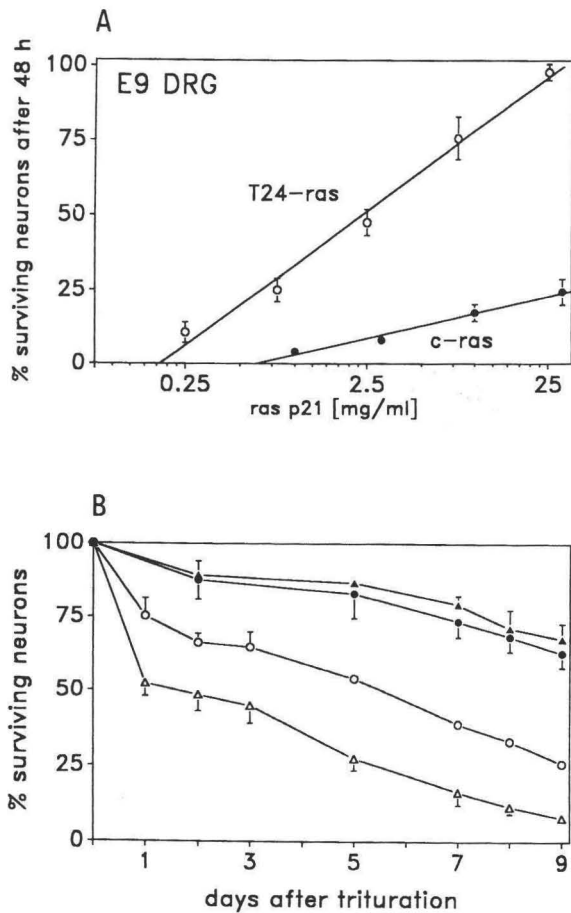 A
E9 DRG
T24-ras
c-ras
% surviving neurons after 48 h
100
75
50
25
0
0.25
2.5
25
ras p21 [mg/ml]
B
% surviving neurons
100
75
50
25
0
1
3
5
7
9
days after trituration